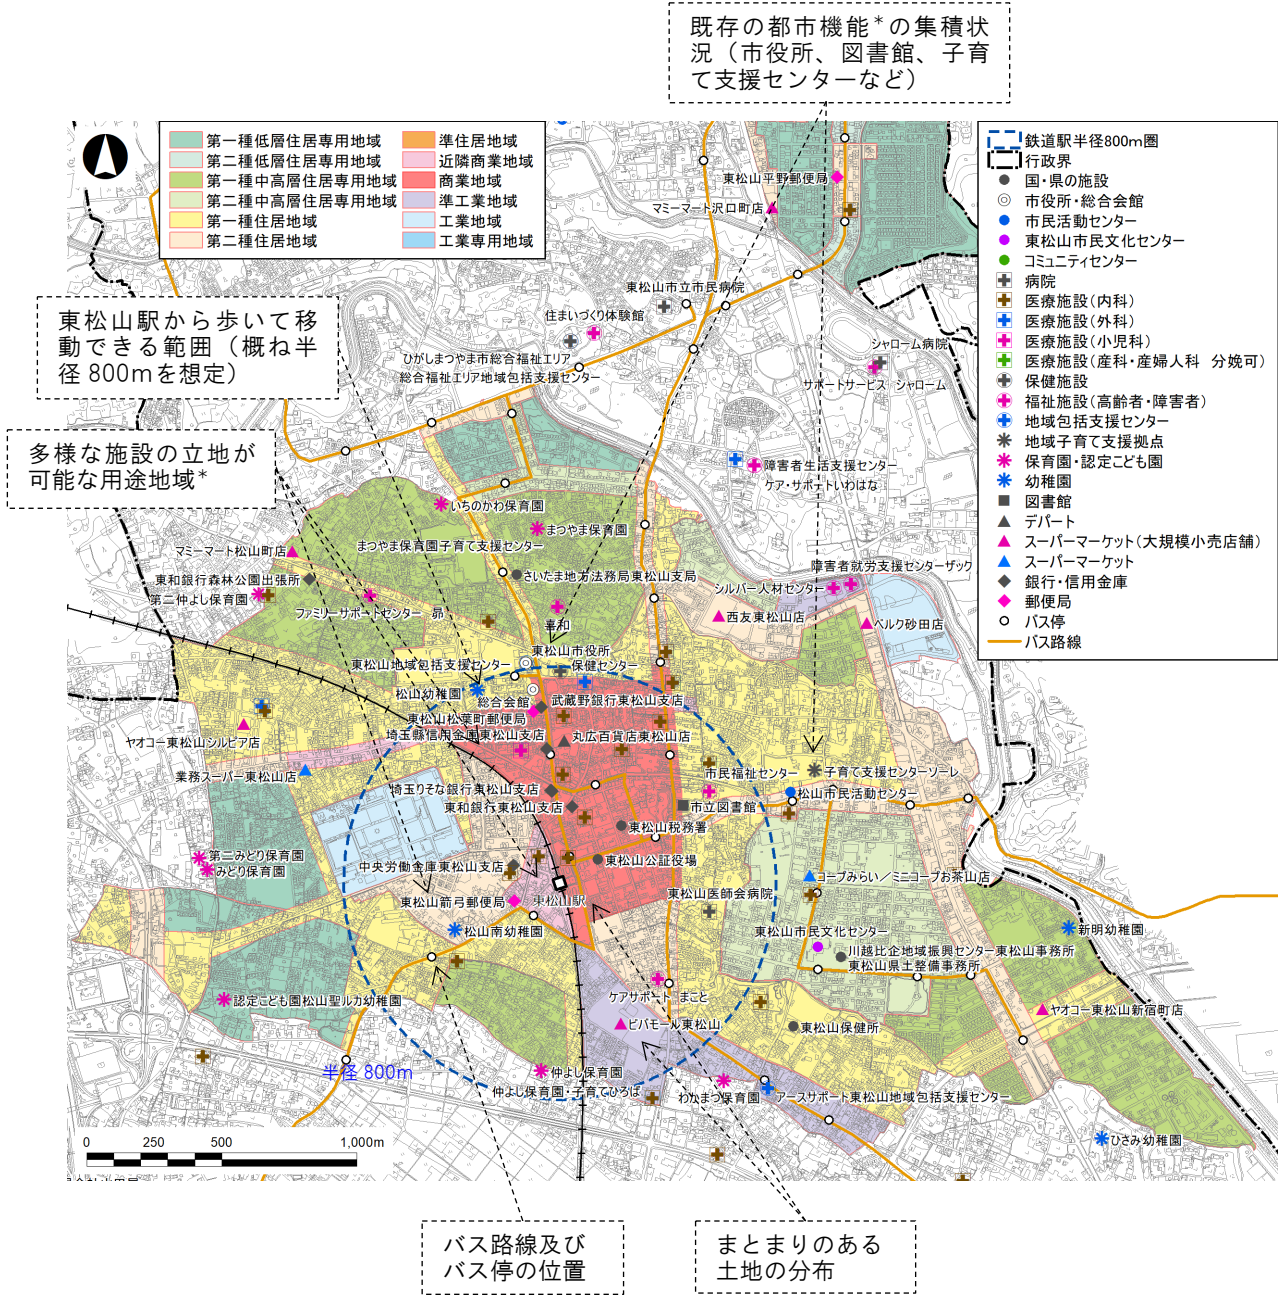 既存の都市機能*の集積状
況（市役所、図書館、子育
て支援センターなど）
第一種低層住居専用地域
第二種低層住居専用地域
第一種中高層住居専用地域
第二種中高層住居専用地域
第一種住居地域
第二種住居地域
準住居地域
近隣商業地域
商業地域
準工業地域
工業地域
工業専用地域
鉄道駅半径800m圏
行政界
国・県の施設
市役所・総合会館
市民活動センター
東松山市民文化センター
コミュニティセンター
病院
医療施設(内科)
医療施設(外科)
医療施設(小児科)
医療施設(産科・産婦人科 分娩可)
保健施設
福祉施設(高齢者・障害者)
地域包括支援センター
地域子育て支援拠点
保育園・認定こども園
幼稚園
図書館
デパート
スーパーマーケット(大規模小売店舗)
スーパーマーケット
銀行・信用金庫
郵便局
バス停
バス路線
東松山駅から歩いて移
動できる範囲（概ね半
径 800mを想定）
多様な施設の立地が
可能な用途地域*
東松山平野郵便局
マミーマート沢口町店
東松山市立市民病院
住まいづくり体験館
ひがしまつやま市総合福祉エリア
総合福祉エリア地域包括支援センター
シャローム病院
サポートサービス シャローム
障害者生活支援センター
ケア・サポートいわはな
いちのかわ保育園
まつやま保育園
まつやま保育園子育て支援センター
マミーマート松山町店
東和銀行森林公園出張所
第二仲よし保育園
ファミリーサポートセンター 昴
さいたま地方法務局東松山支局
障害者就労支援センターザック
シルバー人材センター
西友東松山店
ベルク砂田店
東松山市役所
東松山地域包括支援センター
保健センター
松山幼稚園
総合会館
武蔵野銀行東松山支店
東松山松葉町郵便局
埼玉縣信用金庫東松山支店
丸広百貨店東松山店
ヤオコー東松山シルピア店
業務スーパー東松山店
市民福祉センター
子育て支援センターソーレ
松山市民活動センター
埼玉りそな銀行東松山支店
東和銀行東松山支店
市立図書館
東松山税務署
第二みどり保育園
みどり保育園
中央労働金庫東松山支店
東松山公証役場
コープみらい／ミニコープお茶山店
東松山箭弓郵便局
東松山駅
東松山医師会病院
松山南幼稚園
東松山市民文化センター
新明幼稚園
川越比企地域振興センター東松山事務所
東松山県土整備事務所
認定こども園松山聖ルカ幼稚園
ケアサポート まこと
ビバモール東松山
東松山保健所
ヤオコー東松山新宿町店
半径 800m
仲よし保育園
仲よし保育園・子育てひろば
わかまつ保育園
アースサポート東松山地域包括支援センター
ひさみ幼稚園
0 250 500 1,000m
バス路線及び
バス停の位置
まとまりのある
土地の分布